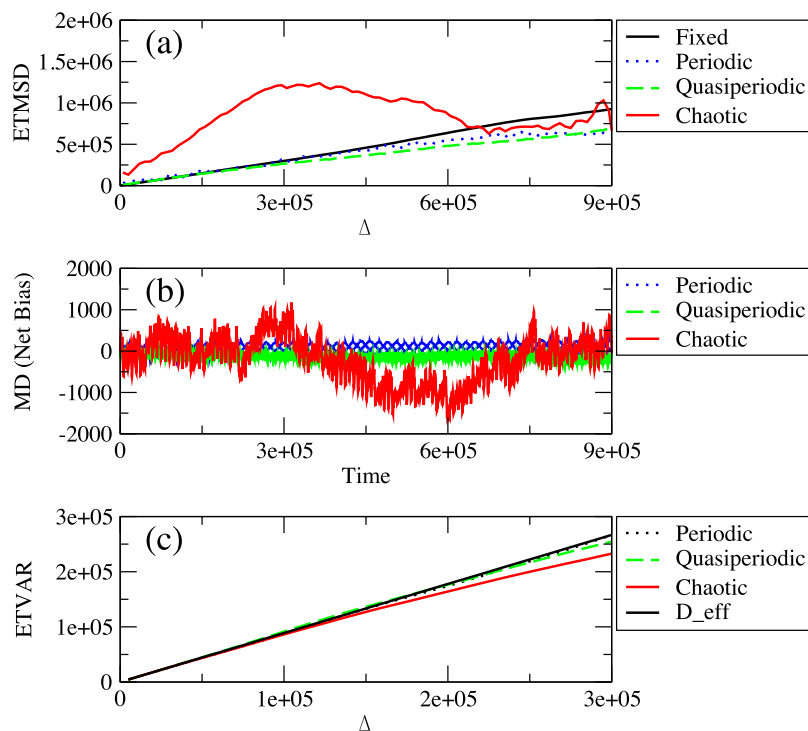 2e+06
(a)
1.5e+06
ETMSD
1e+06
5e+05
0
0
3e+05
6e+05
9e+05
Δ
Fixed
Periodic
Quasiperiodic
Chaotic
2000
(b)
1000
MD (Net Bias)
0
-1000
-2000
0
3e+05
6e+05
9e+05
Time
Periodic
Quasiperiodic
Chaotic
3e+05
(c)
2e+05
ETVAR
1e+05
0
0
1e+05
2e+05
3e+05
Δ
Periodic
Quasiperiodic
Chaotic
D_eff